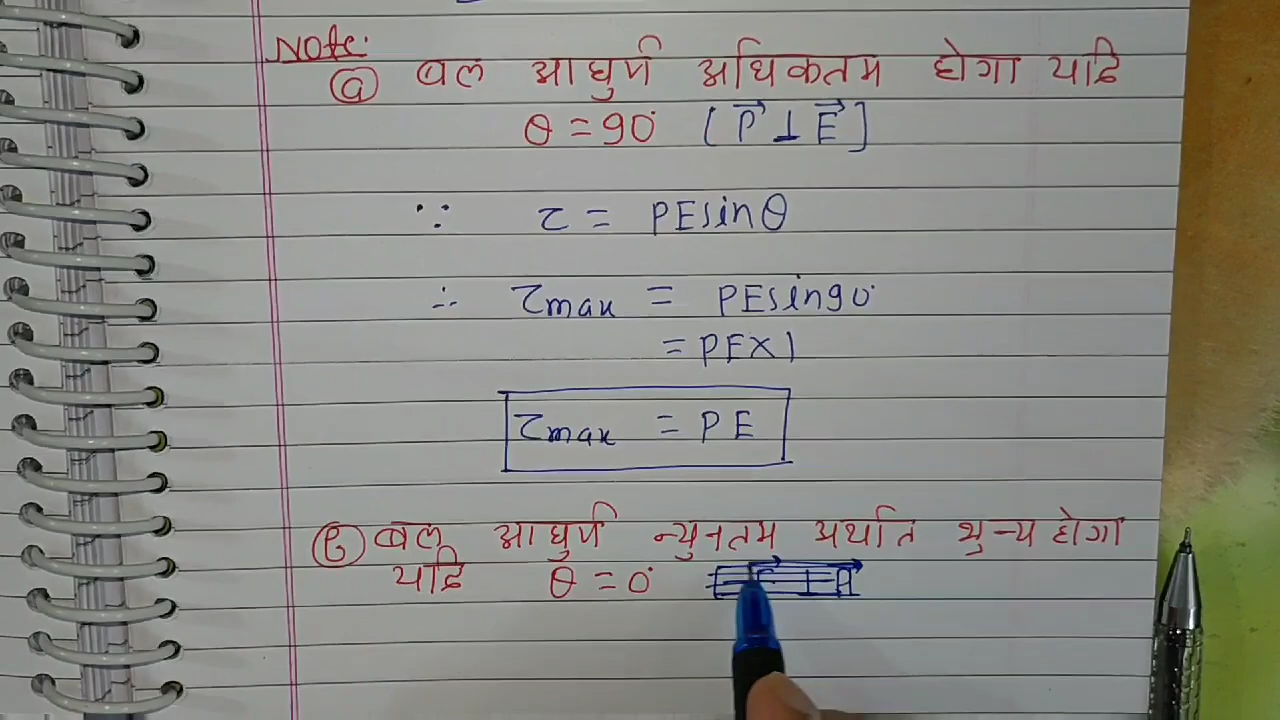 Note:
(a) बल आघुर्ण अधिकतम होगा यदि
θ = 90° [P⃗ ⊥ E⃗]
∵ τ = PEsinθ
∴ τmax = PEsin90°
= PE×1
τmax = PE
(b) बल आघुर्ण न्युनतम अर्थात शुन्य होगा
यदि θ = 0°